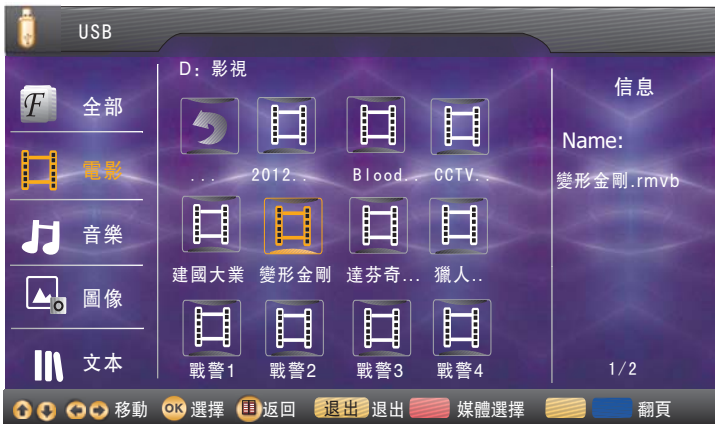 USB
F 全部
電影
音樂
圖像
文本
D: 影視
... 2012.. Blood.. CCTV..
建國大業 變形金剛 達芬奇... 獵人..
戰警1 戰警2 戰警3 戰警4
信息
Name:
變形金剛.rmvb
1/2
移動 OK 選擇 返回 退出 退出 媒體選擇 翻頁